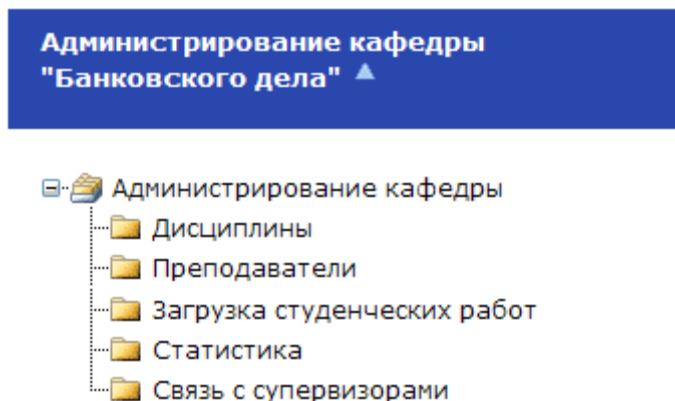 Администрирование кафедры
"Банковского дела"
Администрирование кафедры
Дисциплины
Преподаватели
Загрузка студенческих работ
Статистика
Связь с супервизорами